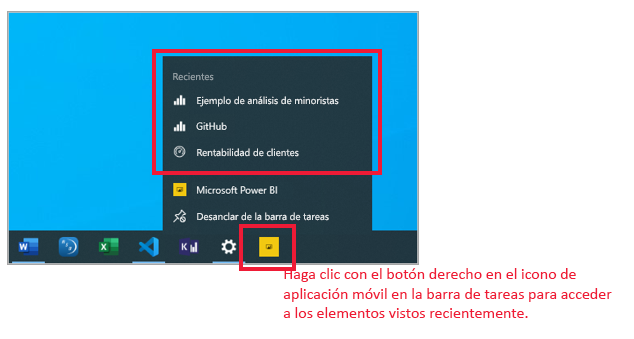 Recientes
Ejemplo de análisis de minoristas
GitHub
Rentabilidad de clientes
Microsoft Power BI
Desanclar de la barra de tareas
W X K
Haga clic con el botón derecho en el icono de
aplicación móvil en la barra de tareas para acceder
a los elementos vistos recientemente.